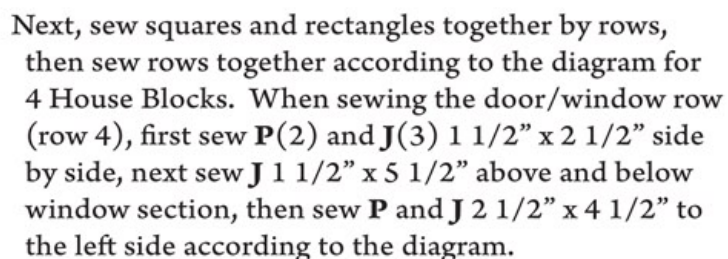 Next, sew squares and rectangles together by rows,
then sew rows together according to the diagram for
4 House Blocks.  When sewing the door/window row
(row 4), first sew P(2) and J(3) 1 1/2” x 2 1/2” side
by side, next sew J 1 1/2” x 5 1/2” above and below
window section, then sew P and J 2 1/2” x 4 1/2” to
the left side according to the diagram.